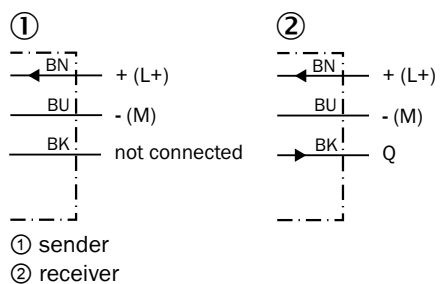 ① ②
BN + (L+) BN + (L+)
BU - (M) BU - (M)
BK not connected BK Q
① sender
② receiver